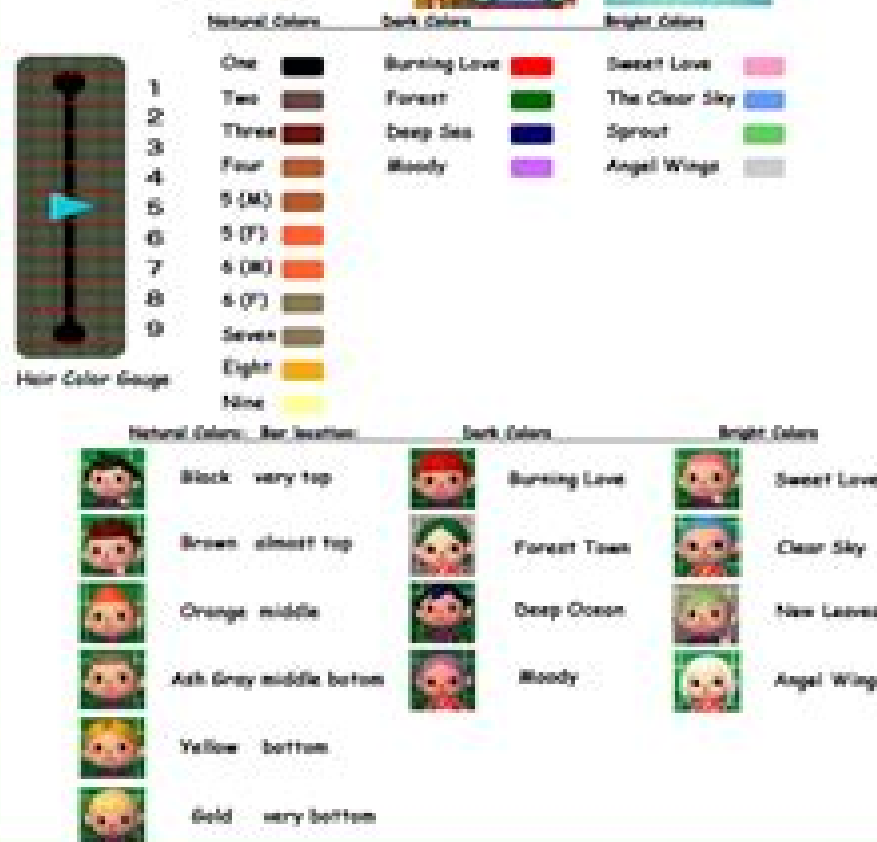 Natural Colors Dark Colors Bright Colors
One Burning Love Sweet Love
1
Two Forest The Clear Sky
2
Three Deep Sea Sprout
3
Four Moody Angel Wings
4
5 (M)
5
5 (F)
6
6 (M)
7
6 (F)
8
Seven
9
Eight
Hair Color Gauge
Nine
Natural Colors: Bar location: Dark Colors Bright Colors
Black very top Burning Love Sweet Love
Brown almost top Forest Town Clear Sky
Orange middle Deep Ocean New Leaves
Ash Gray middle botom Moody Angel Wing
Yellow bottom
Gold very bottom